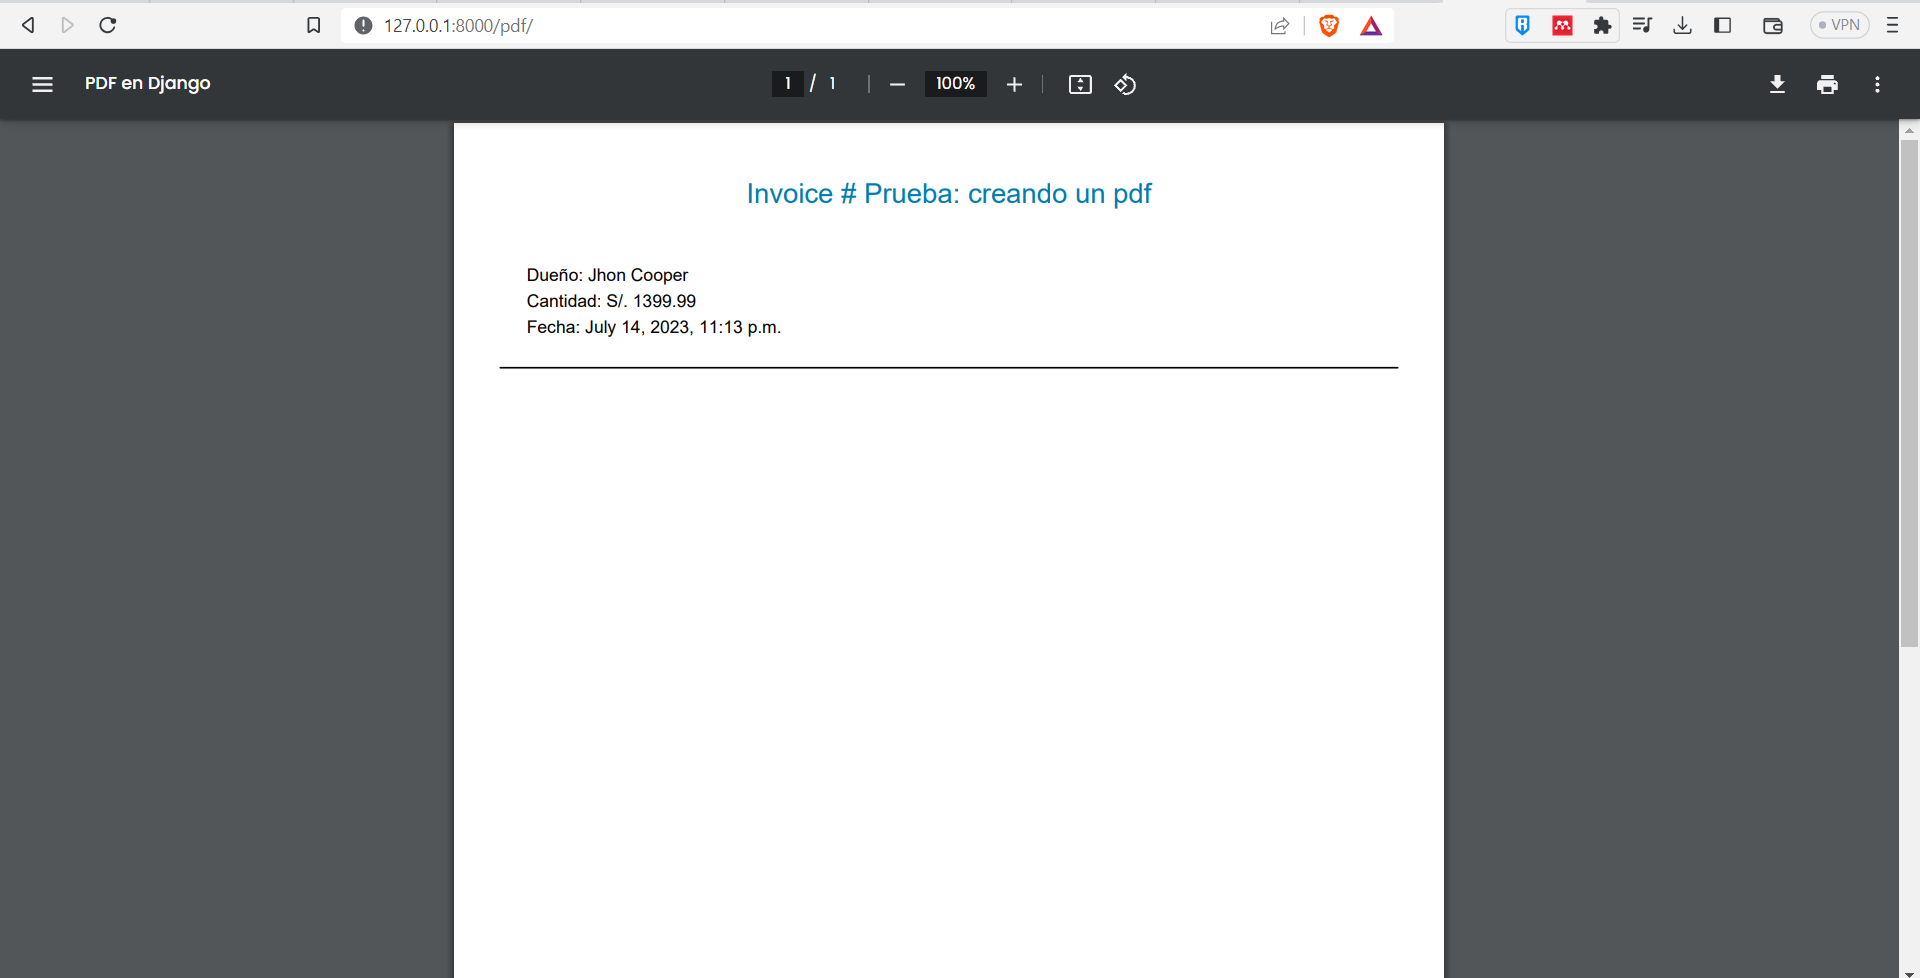 127.0.0.1:8000/pdf/
VPN
PDF en Django
1 / 1
100%
Invoice # Prueba: creando un pdf
Dueño: Jhon Cooper
Cantidad: S/. 1399.99
Fecha: July 14, 2023, 11:13 p.m.